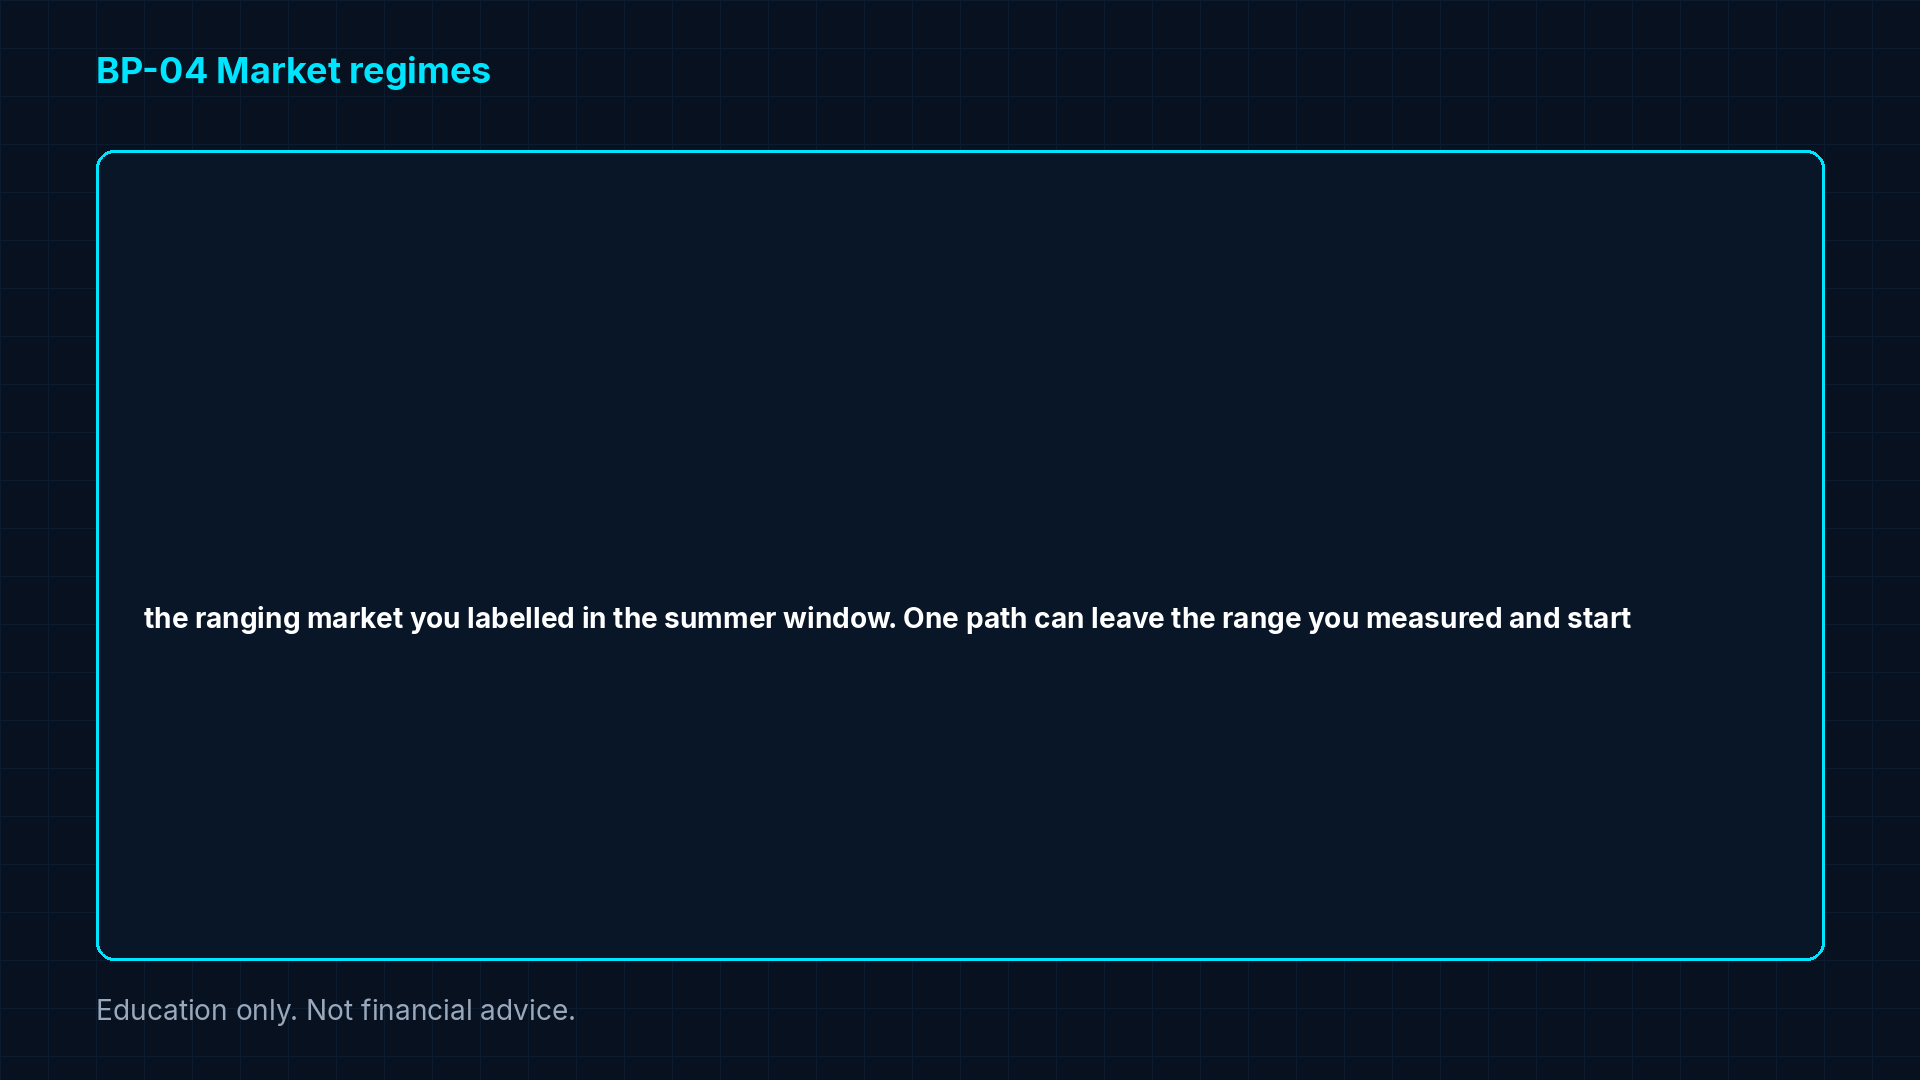 BP-04 Market regimes
the ranging market you labelled in the summer window. One path can leave the range you measured and start
Education only. Not financial advice.